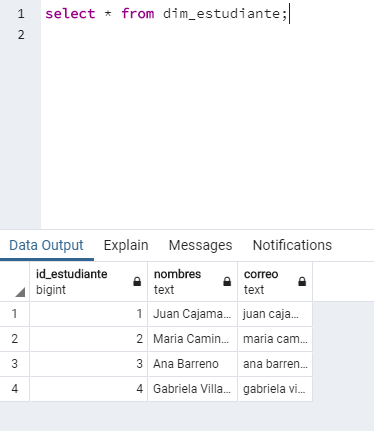 1 select * from dim_estudiante;
2
Data Output Explain Messages Notifications
id_estudiante nombres correo
bigint text text
1 1 Juan Cajama... juan caja...
2 2 Maria Camin... maria cam...
3 3 Ana Barreno ana barren...
4 4 Gabriela Villa... gabriela vi...